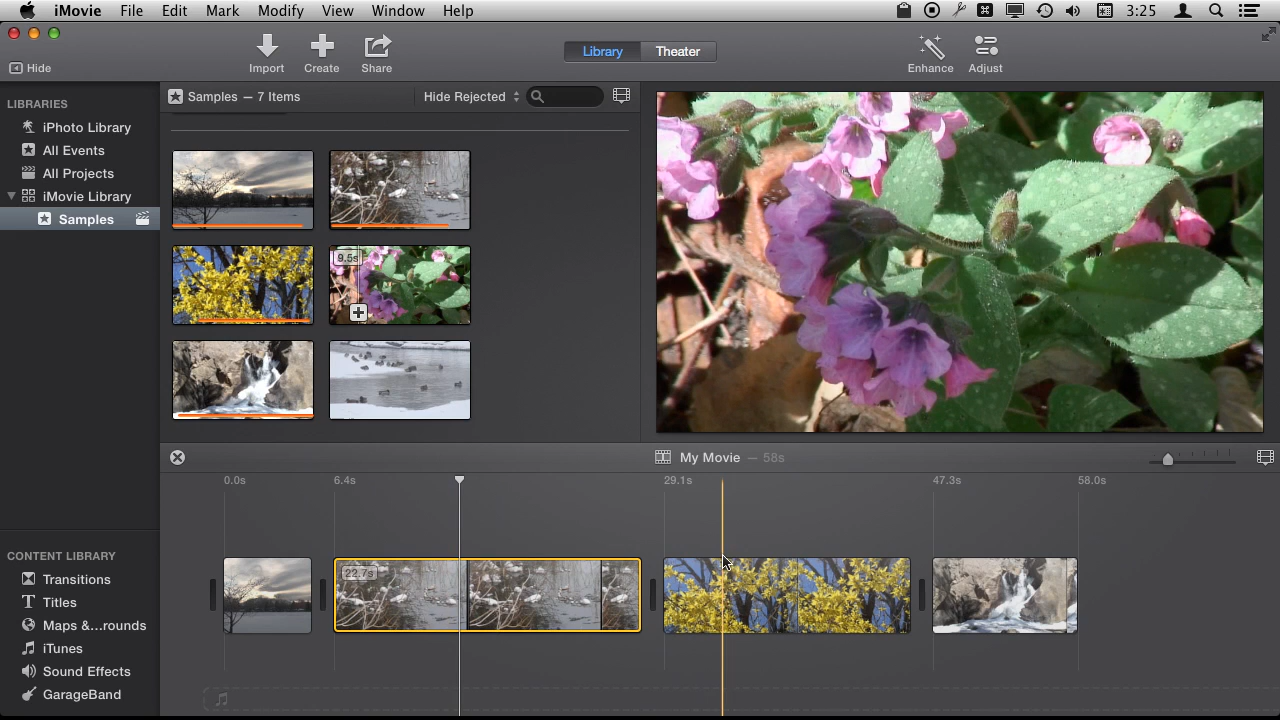 iMovie File Edit Mark Modify View Window Help 3:25
Hide
Import Create Share
Library Theater
Enhance Adjust
LIBRARIES
iPhoto Library
All Events
All Projects
iMovie Library
Samples
Samples — 7 Items
Hide Rejected
9.5s
My Movie — 58s
0.0s 6.4s 29.1s 47.3s 58.0s
22.7s
CONTENT LIBRARY
Transitions
Titles
Maps &...rounds
iTunes
Sound Effects
GarageBand